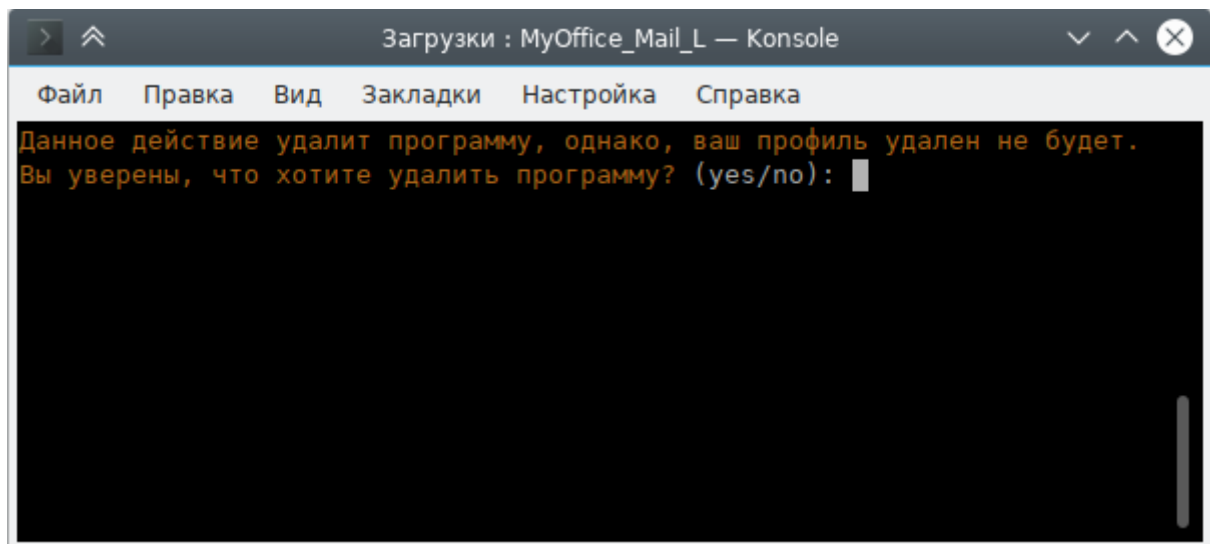 Загрузки : MyOffice_Mail_L — Konsole
Файл Правка Вид Закладки Настройка Справка
Данное действие удалит программу, однако, ваш профиль удален не будет.
Вы уверены, что хотите удалить программу? (yes/no):